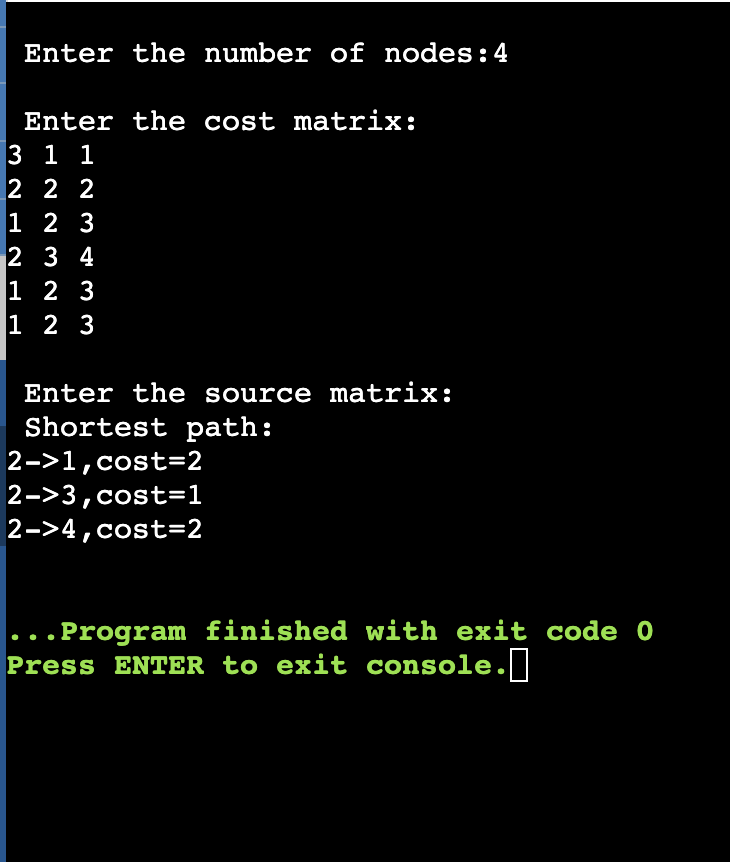 Enter the number of nodes:4
Enter the cost matrix:
3 1 1
2 2 2
1 2 3
2 3 4
1 2 3
1 2 3
Enter the source matrix:
Shortest path:
2->1,cost=2
2->3,cost=1
2->4,cost=2
...Program finished with exit code 0
Press ENTER to exit console.